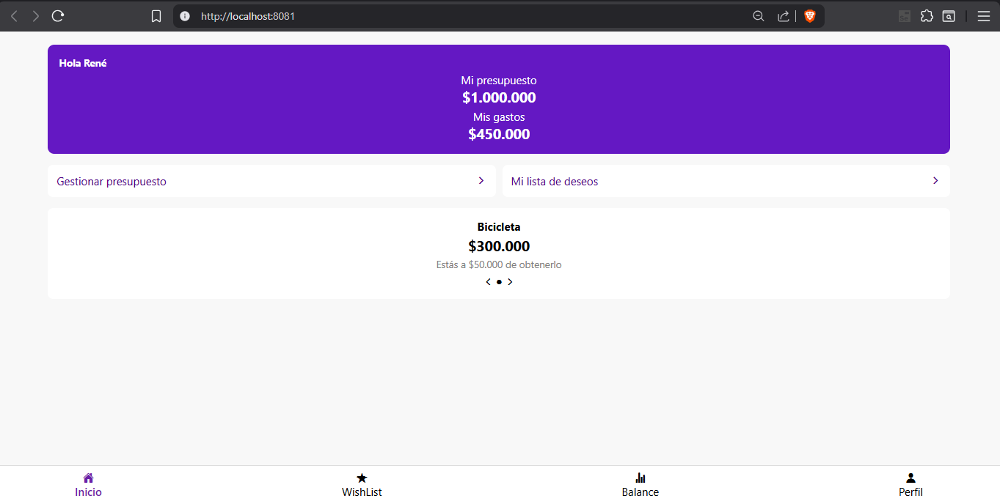 http://localhost:8081
Hola René
Mi presupuesto
$1.000.000
Mis gastos
$450.000
Gestionar presupuesto
Mi lista de deseos
Bicicleta
$300.000
Estás a $50.000 de obtenerlo
Inicio
WishList
Balance
Perfil